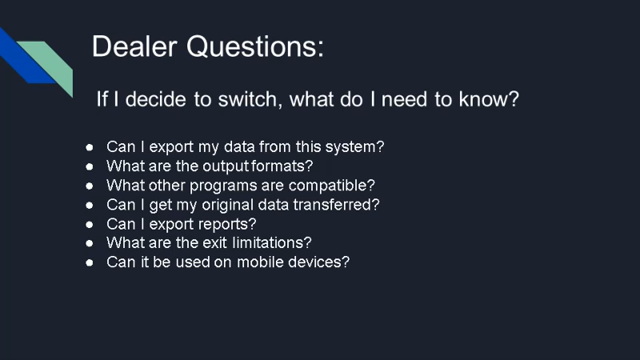 Dealer Questions:
If I decide to switch, what do I need to know?
● Can I export my data from this system?
● What are the output formats?
● What other programs are compatible?
● Can I get my original data transferred?
● Can I export reports?
● What are the exit limitations?
● Can it be used on mobile devices?